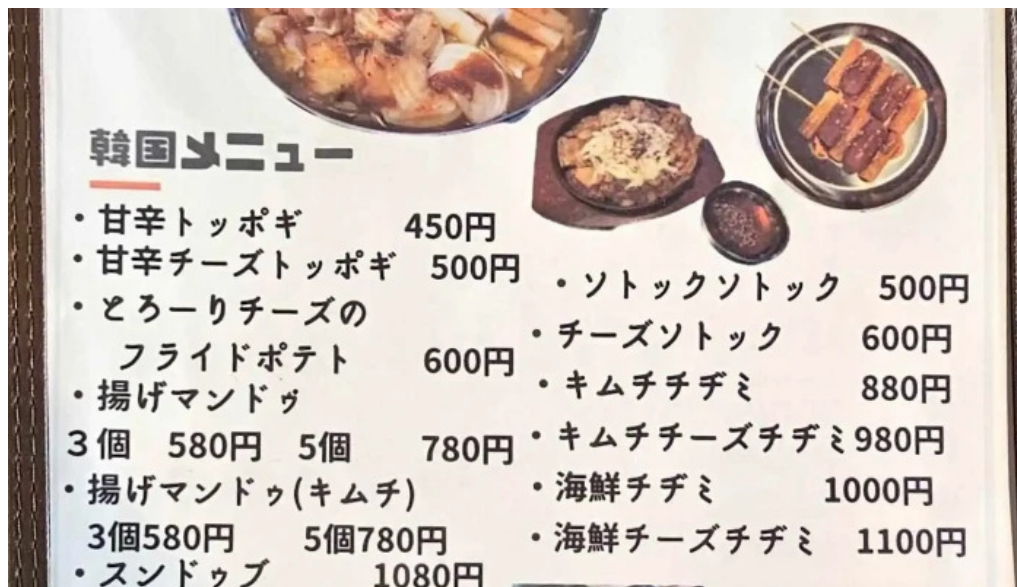 韓国メニュー
・甘辛トッポギ 450円
・甘辛チーズトッポギ 500円
・とろーりチーズの
フライドポテト 600円
・揚げマンドゥ
３個 580円 5個 780円
・揚げマンドゥ(キムチ)
3個580円 5個780円
・スンドゥブ 1080円
・ソトックソトック 500円
・チーズソトック 600円
・キムチチヂミ 880円
・キムチチーズチヂミ980円
・海鮮チヂミ 1000円
・海鮮チーズチヂミ 1100円